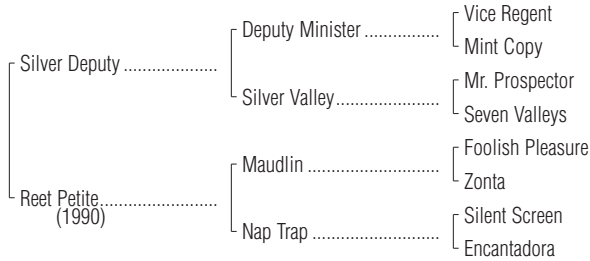 Vice Regent
Deputy Minister ................
Mint Copy
Silver Deputy ....................
Mr. Prospector
Silver Valley......................
Seven Valleys
Foolish Pleasure
Maudlin ............................
Zonta
Reet Petite.........................
(1990)
Silent Screen
Nap Trap ...........................
Encantadora